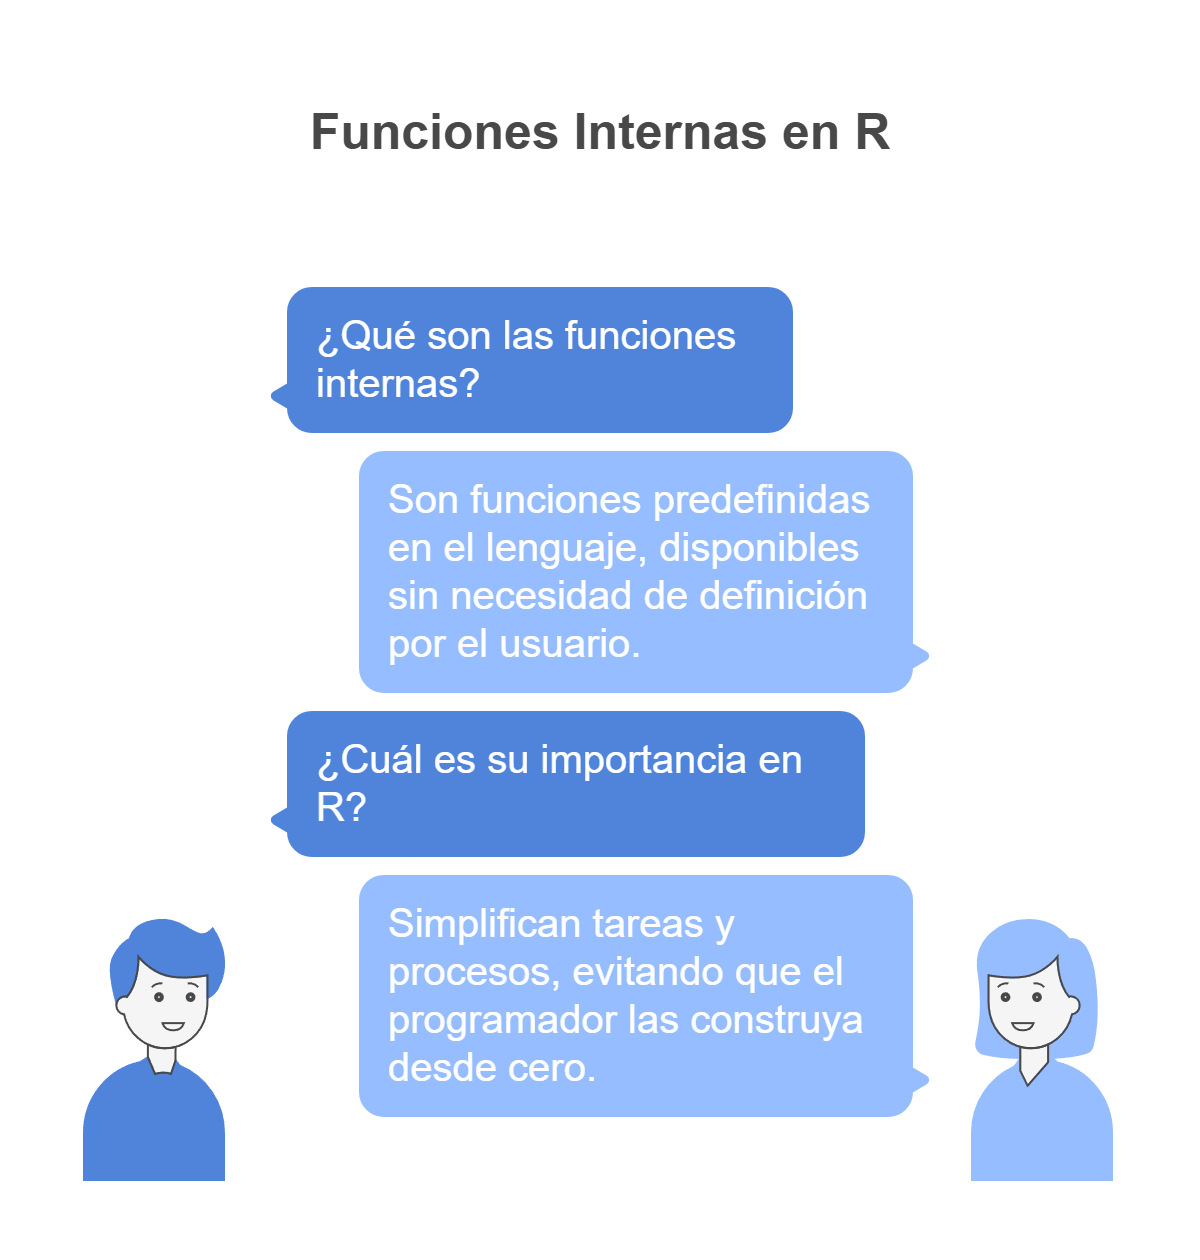 Funciones Internas en R
¿Qué son las funciones
internas?
Son funciones predefinidas
en el lenguaje, disponibles
sin necesidad de definición
por el usuario.
¿Cuál es su importancia en
R?
Simplifican tareas y
procesos, evitando que el
programador las construya
desde cero.